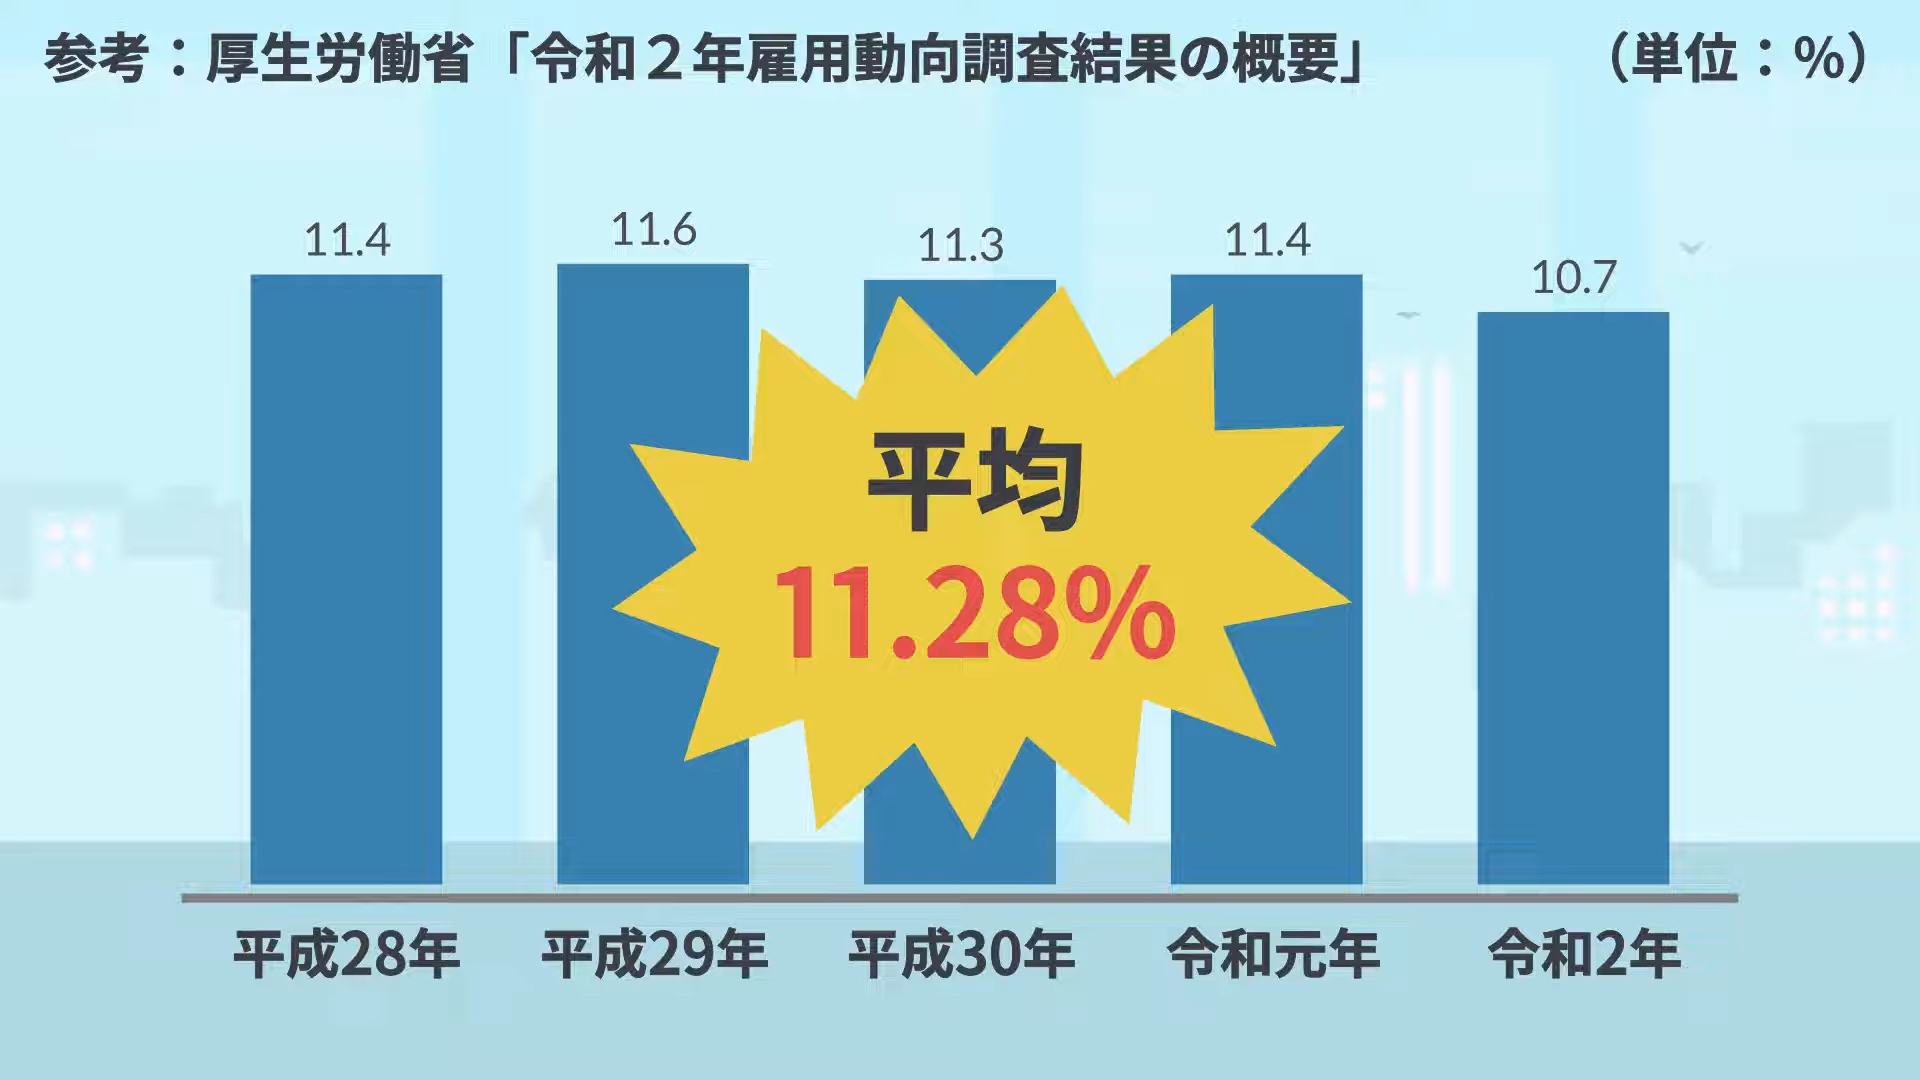 参考：厚生労働省「令和２年雇用動向調査結果の概要」
（単位：%）
11.4
11.6
11.3
11.4
10.7
平均
11.28%
平成28年
平成29年
平成30年
令和元年
令和2年